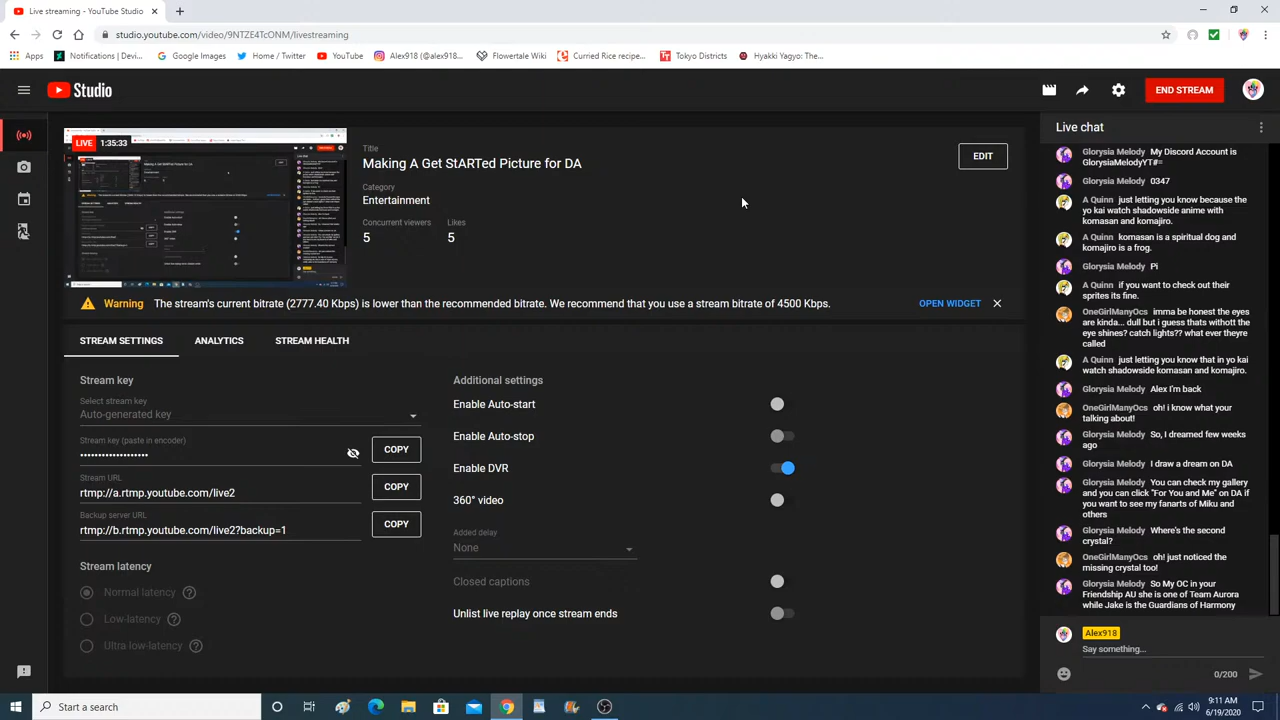 Live streaming - YouTube Studio
studio.youtube.com/video/9NTZE4TcONM/livestreaming
Apps
Notifications | Devi...
Google Images
Home / Twitter
YouTube
Alex918 (@alex918...
Flowertale Wiki
Curried Rice recipe...
Tokyo Districts
Hyakki Yagyo: The...
Studio
END STREAM
LIVE 1:35:33
Title
Making A Get StARTed Picture for DA
Category
Entertainment
Concurrent viewers
Likes
5
5
EDIT
Warning The stream's current bitrate (2777.40 Kbps) is lower than the recommended bitrate. We recommend that you use a stream bitrate of 4500 Kbps.
OPEN WIDGET
STREAM SETTINGS
ANALYTICS
STREAM HEALTH
Stream key
Select stream key
Auto-generated key
Stream key (paste in encoder)
••••••••••••••••••••
COPY
Stream URL
rtmp://a.rtmp.youtube.com/live2
COPY
Backup server URL
rtmp://b.rtmp.youtube.com/live2?backup=1
COPY
Stream latency
Normal latency
Low-latency
Ultra low-latency
Additional settings
Enable Auto-start
Enable Auto-stop
Enable DVR
360° video
Added delay
None
Closed captions
Unlist live replay once stream ends
Live chat
Glorysia Melody My Discord Account is
GlorysiaMelodyYT#=
Glorysia Melody 0347
A Quinn just letting you know because the
yo kai watch shadowside anime with
komasan and komajiro.
A Quinn komasan is a spiritual dog and
komajiro is a frog.
Glorysia Melody Pi
A Quinn if you want to check out their
sprites its fine.
OneGirlManyOcs imma be honest the eyes
are kinda... dull but i guess thats withott the
eye shines? catch lights?? what ever theyre
called
A Quinn just letting you know that in yo kai
watch shadowside komasan and komajiro.
Glorysia Melody Alex I'm back
OneGirlManyOcs oh! i know what your
talking about!
Glorysia Melody So, I dreamed few weeks
ago
Glorysia Melody I draw a dream on DA
Glorysia Melody You can check my gallery
and you can click "For You and Me" on DA if
you want to see my fanarts of Miku and
others
Glorysia Melody Where's the second
crystal?
OneGirlManyOcs oh! just noticed the
missing crystal too!
Glorysia Melody So My OC in your
Friendship AU she is one of Team Aurora
while Jake is the Guardians of Harmony
Alex918
Say something...
0/200
Start a search
9:11 AM
6/19/2020